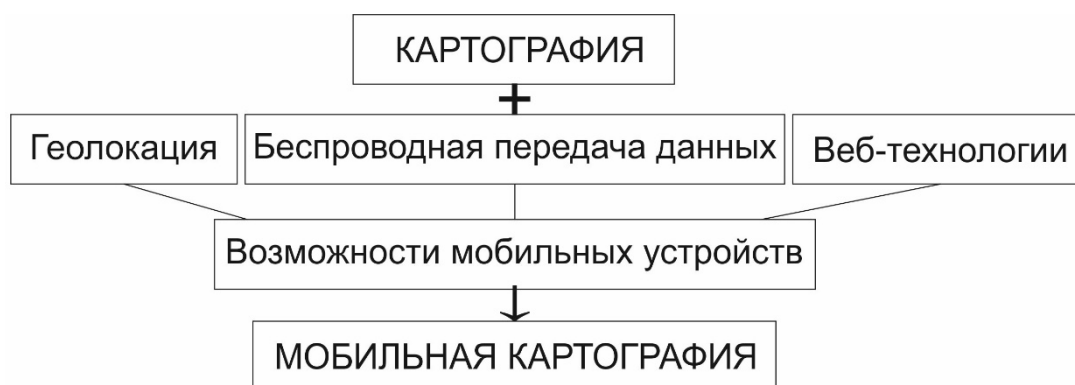 КАРТОГРАФИЯ
+
Геолокация
Беспроводная передача данных
Веб-технологии
Возможности мобильных устройств
МОБИЛЬНАЯ КАРТОГРАФИЯ